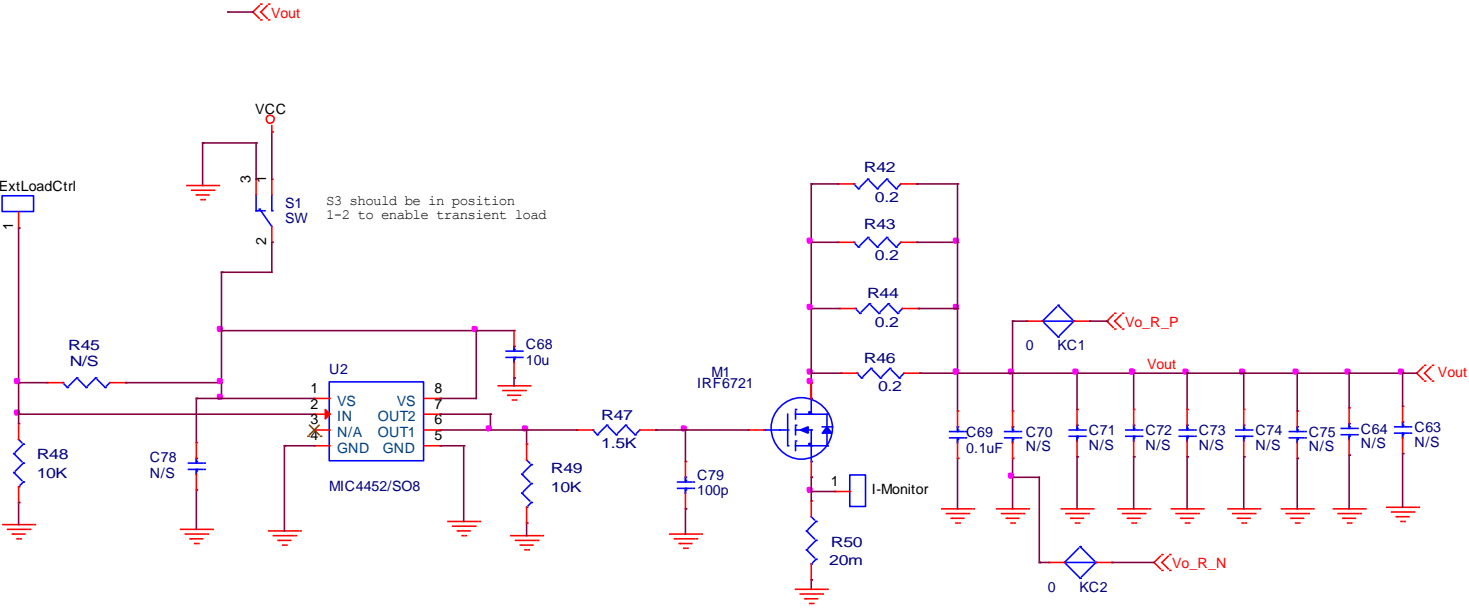 Vout
VCC
ExtLoadCtrl
1
3
1
S1
SW
2
S3 should be in position
1-2 to enable transient load
R42
0.2
R43
0.2
R44
0.2
R46
0.2
R45
N/S
C68
10u
U2
1
VS
2
IN
3
N/A
4
GND
8
VS
7
OUT2
6
OUT1
5
GND
MIC4452/SO8
R48
10K
C78
N/S
R49
10K
R47
1.5K
C79
100p
M1
IRF6721
1
I-Monitor
R50
20m
0
KC1
Vo_R_P
Vout
Vout
C69
0.1uF
C70
N/S
C71
N/S
C72
N/S
C73
N/S
C74
N/S
C75
N/S
C64
N/S
C63
N/S
0
KC2
Vo_R_N